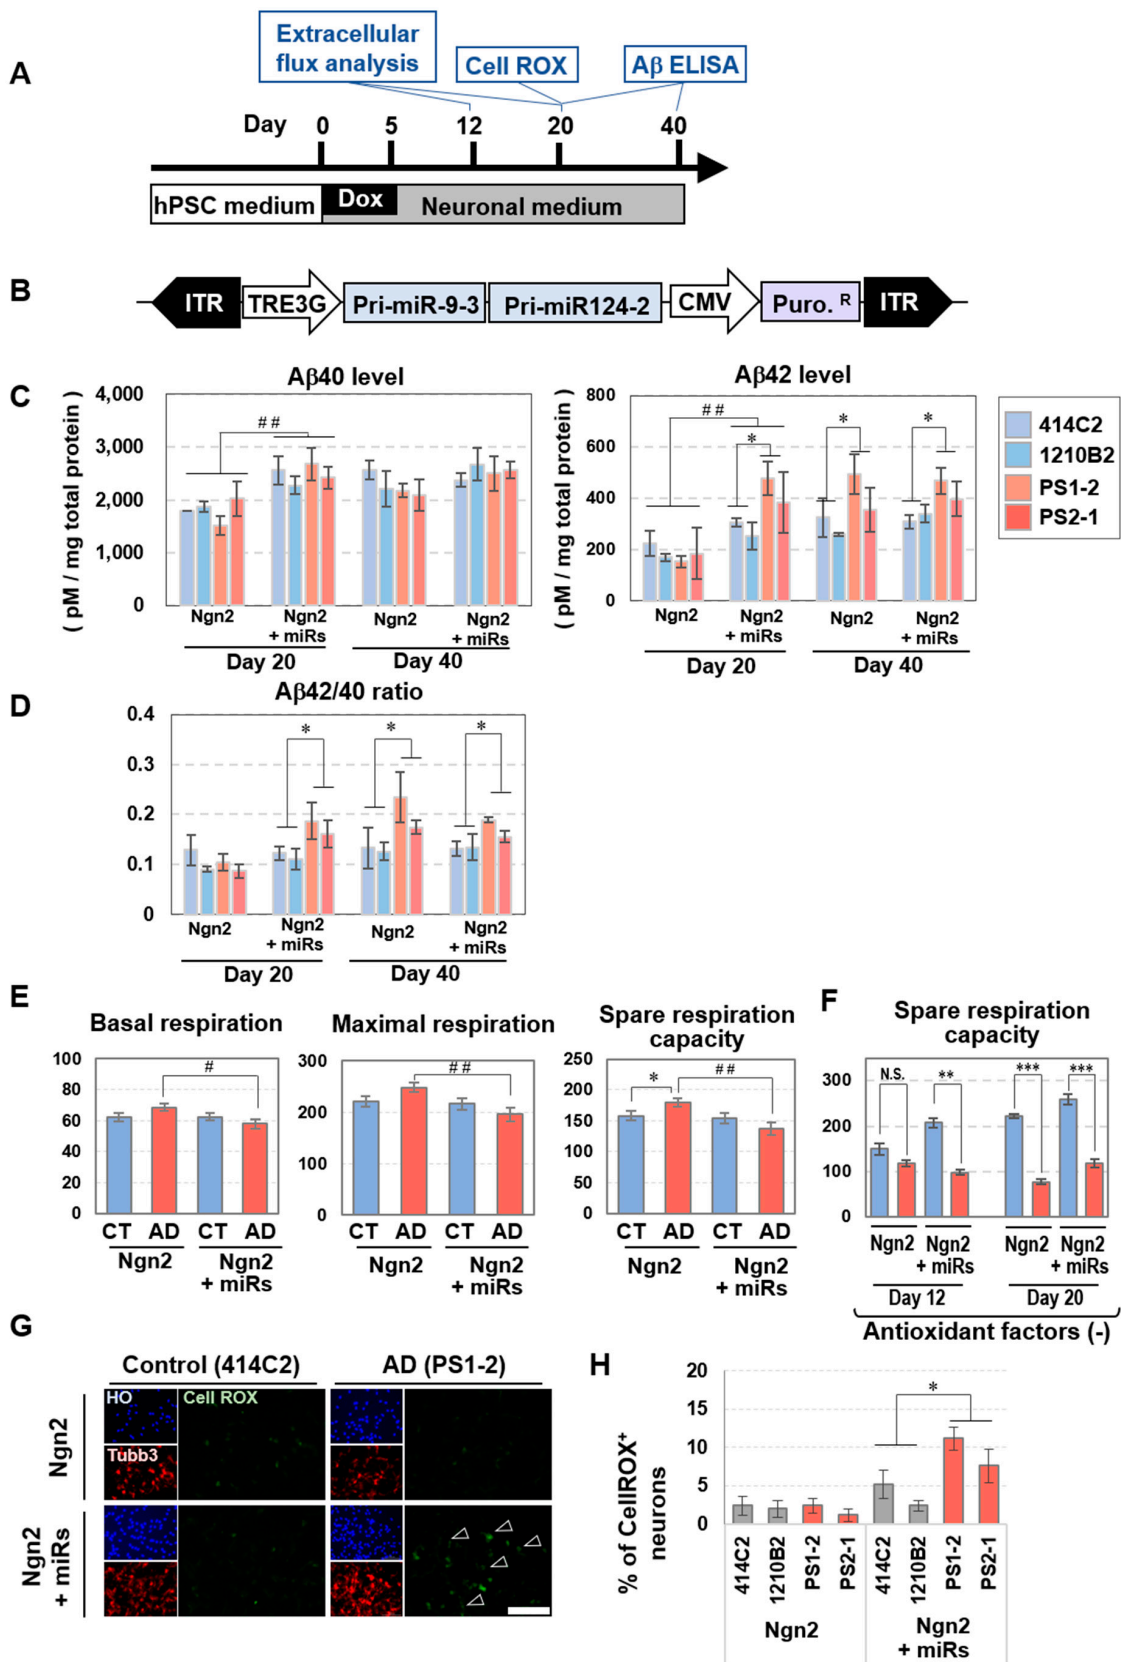 A
Extracellular
flux analysis
Cell ROX
Aβ ELISA
Day 0 5 12 20 40
hPSC medium Dox Neuronal medium
B
ITR TRE3G Pri-miR-9-3 Pri-miR124-2 CMV Puro. R ITR
C
Aβ40 level
( pM / mg total protein )
4,000
3,000
2,000
1,000
0
# #
Ngn2
Ngn2
+ miRs
Ngn2
Ngn2
+ miRs
Day 20
Day 40
Aβ42 level
( pM / mg total protein )
800
600
400
200
0
# #
*
*
*
Ngn2
Ngn2
+ miRs
Ngn2
Ngn2
+ miRs
Day 20
Day 40
414C2
1210B2
PS1-2
PS2-1
D
Aβ42/40 ratio
0.4
0.3
0.2
0.1
0
*
*
*
Ngn2
Ngn2
+ miRs
Ngn2
Ngn2
+ miRs
Day 20
Day 40
E
Basal respiration
100
80
60
40
20
0
#
CT AD CT AD
Ngn2
Ngn2
+ miRs
Maximal respiration
300
200
100
0
# #
CT AD CT AD
Ngn2
Ngn2
+ miRs
Spare respiration
capacity
250
200
150
100
50
0
*
# #
CT AD CT AD
Ngn2
Ngn2
+ miRs
F
Spare respiration
capacity
300
200
100
0
N.S.
**
***
***
Ngn2
Ngn2
+ miRs
Ngn2
Ngn2
+ miRs
Day 12
Day 20
Antioxidant factors (-)
G
Control (414C2)
AD (PS1-2)
Ngn2
HO
Cell ROX
Tubb3
Ngn2
+ miRs
H
% of CellROX+
neurons
20
15
10
5
0
*
414C2
1210B2
PS1-2
PS2-1
414C2
1210B2
PS1-2
PS2-1
Ngn2
Ngn2
+ miRs